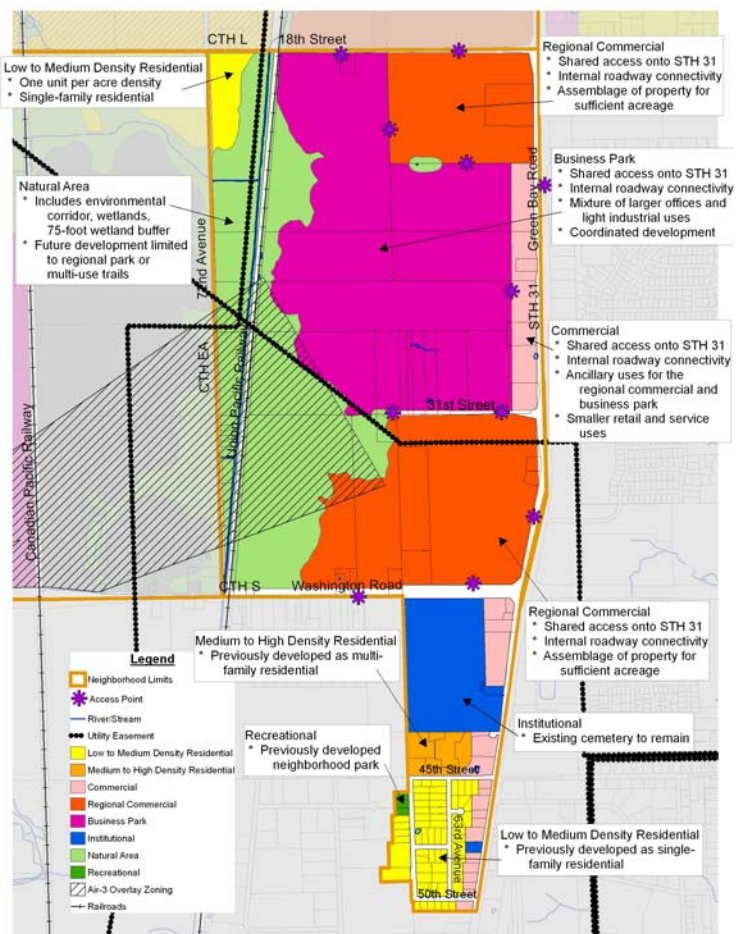 CTH L
18th Street
Low to Medium Density Residential
* One unit per acre density
* Single-family residential
Regional Commercial
* Shared access onto STH 31
* Internal roadway connectivity
* Assemblage of property for
sufficient acreage
Business Park
* Shared access onto STH 31
* Internal roadway connectivity
* Mixture of larger offices and
light industrial uses
* Coordinated development
Natural Area
* Includes environmental
corridor, wetlands,
75-foot wetland buffer
* Future development limited
to regional park or
multi-use trails
72nd Avenue
Green Bay Road
STH 31
CTH EA
Union Pacific Railway
Canadian Pacific Railway
Commercial
* Shared access onto STH 31
* Internal roadway connectivity
* Ancillary uses for the
regional commercial and
business park
* Smaller retail and service
uses
31st Street
CTH S
Washington Road
Regional Commercial
* Shared access onto STH 31
* Internal roadway connectivity
* Assemblage of property for
sufficient acreage
Medium to High Density Residential
* Previously developed as multi-
family residential
Institutional
* Existing cemetery to remain
Recreational
* Previously developed
neighborhood park
45th Street
63rd Avenue
Low to Medium Density Residential
* Previously developed as single-
family residential
50th Street
Legend
Neighborhood Limits
Access Point
River/Stream
Utility Easement
Low to Medium Density Residential
Medium to High Density Residential
Commercial
Regional Commercial
Business Park
Institutional
Natural Area
Recreational
Air-3 Overlay Zoning
Railroads